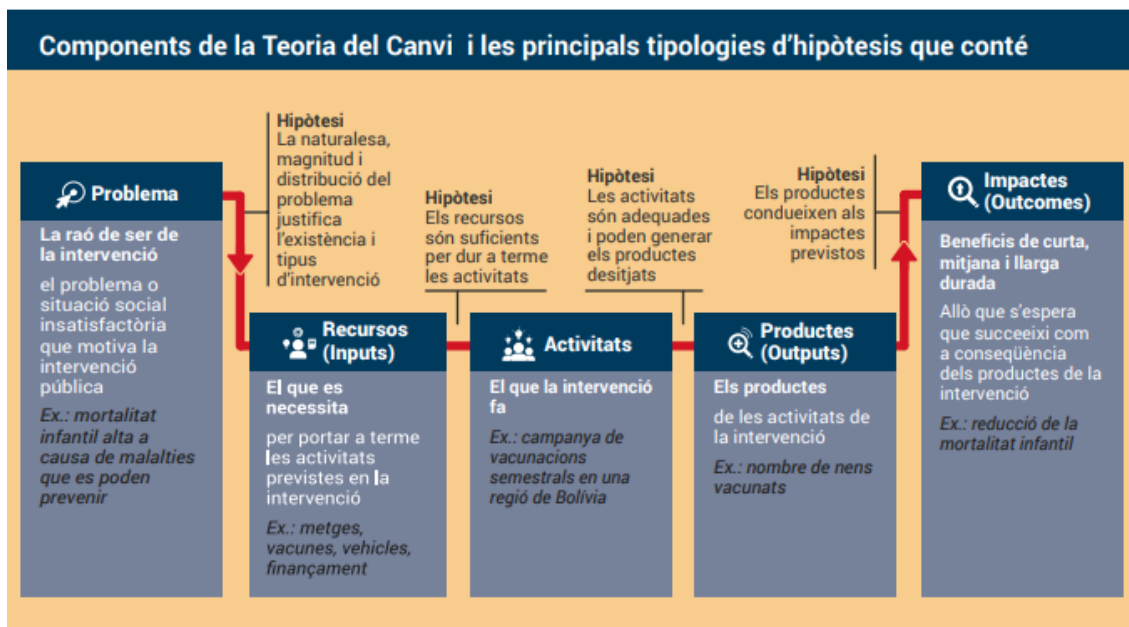 Components de la Teoria del Canvi i les principals tipologies d'hipòtesis que conté
Problema
La raó de ser de
la intervenció
el problema o
situació social
insatisfactòria
que motiva la
intervenció
pública
Ex.: mortalitat
infantil alta a
causa de malalties
que es poden
prevenir
Hipòtesi
La naturalesa,
magnitud i
distribució del
problema
justifica
l'existència i
tipus
d'intervenció
Recursos
(Inputs)
El que es
necessita
per portar a terme
les activitats
previstes en la
intervenció
Ex.: metges,
vacunes, vehicles,
finançament
Hipòtesi
Els recursos
són suficients
per dur a terme
les activitats
Activitats
El que la intervenció
fa
Ex.: campanya de
vacunacions
semestrals en una
regió de Bolívia
Hipòtesi
Les activitats
són adequades
i poden generar
els productes
desitjats
Productes
(Outputs)
Els productes
de les activitats de
la intervenció
Ex.: nombre de nens
vacunats
Hipòtesi
Els productes
condueixen als
impactes
previstos
Impactes
(Outcomes)
Beneficis de curta,
mitjana i llarga
durada
Allò que s'espera
que succeeixi com
a conseqüència
dels productes de la
intervenció
Ex.: reducció de la
mortalitat infantil